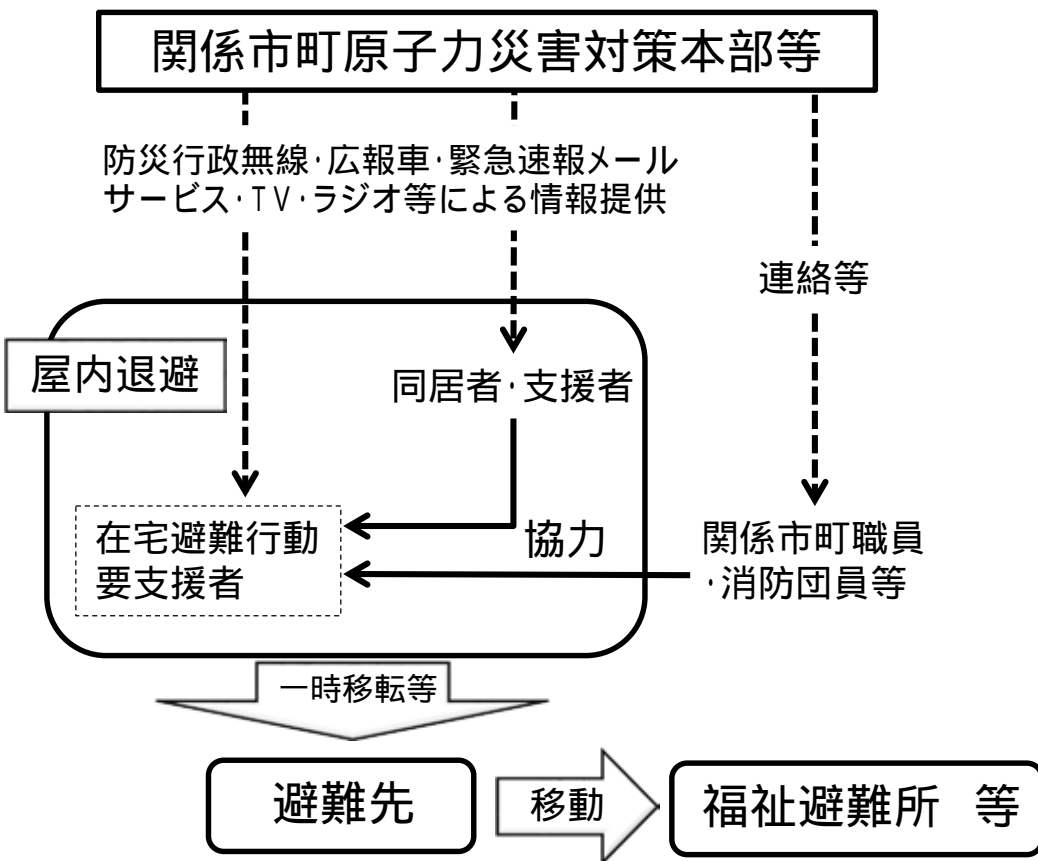 関係市町原子力災害対策本部等
防災行政無線・広報車・緊急速報メール
サービス・TV・ラジオ等による情報提供
連絡等
屋内退避
同居者・支援者
在宅避難行動
要支援者
協力
関係市町職員
・消防団員等
一時移転等
避難先
移動
福祉避難所 等